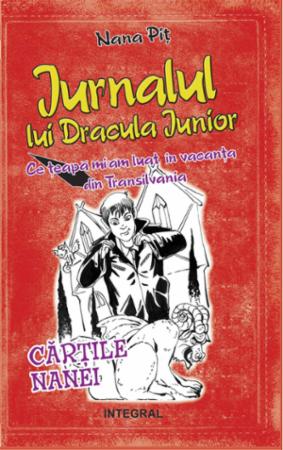 Nana Piț
Jurnalul
lui Dracula Junior
Ce țeapă mi-am luat în vacanța
din Transilvania
CĂRȚILE
NANEI
INTEGRAL